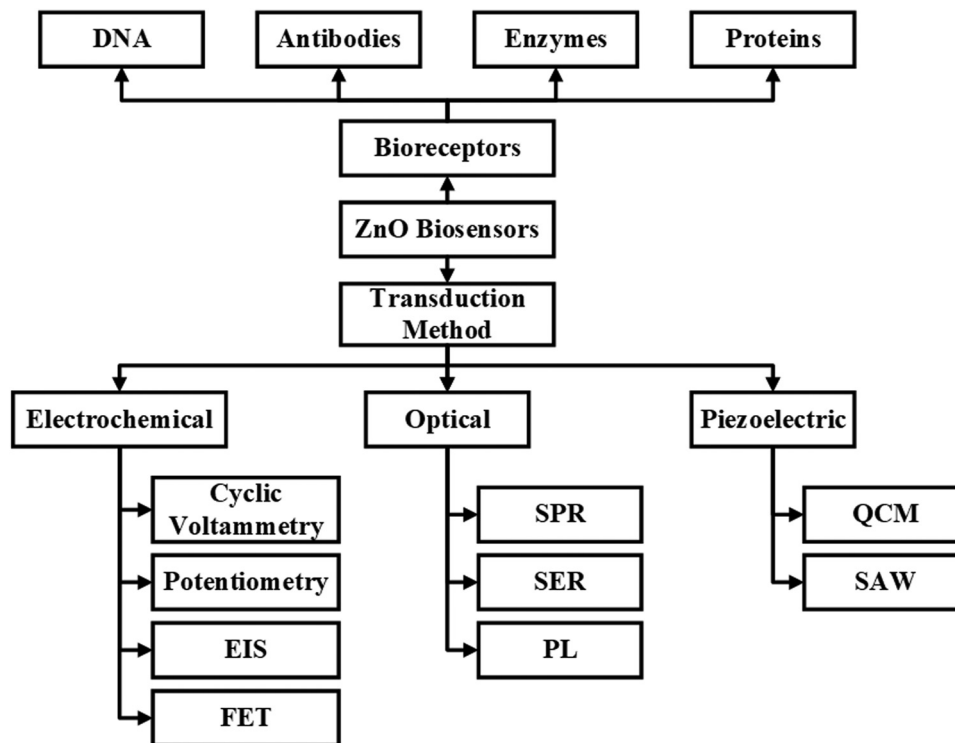 DNA
Antibodies
Enzymes
Proteins
Bioreceptors
ZnO Biosensors
Transduction
Method
Electrochemical
Optical
Piezoelectric
Cyclic
Voltammetry
Potentiometry
EIS
FET
SPR
SER
PL
QCM
SAW